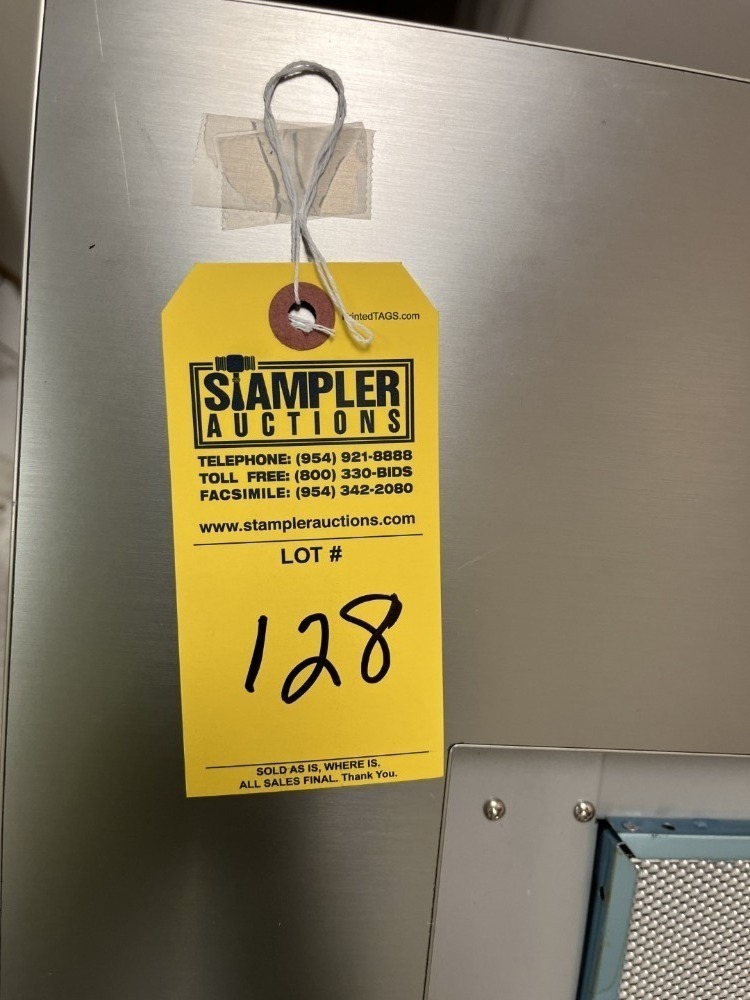 intedTAGS.com
STAMPLER
AUCTIONS
TELEPHONE: (954) 921-8888
TOLL FREE: (800) 330-BIDS
FACSIMILE: (954) 342-2080
www.stamplerauctions.com
LOT #
128
SOLD AS IS, WHERE IS.
ALL SALES FINAL. Thank You.